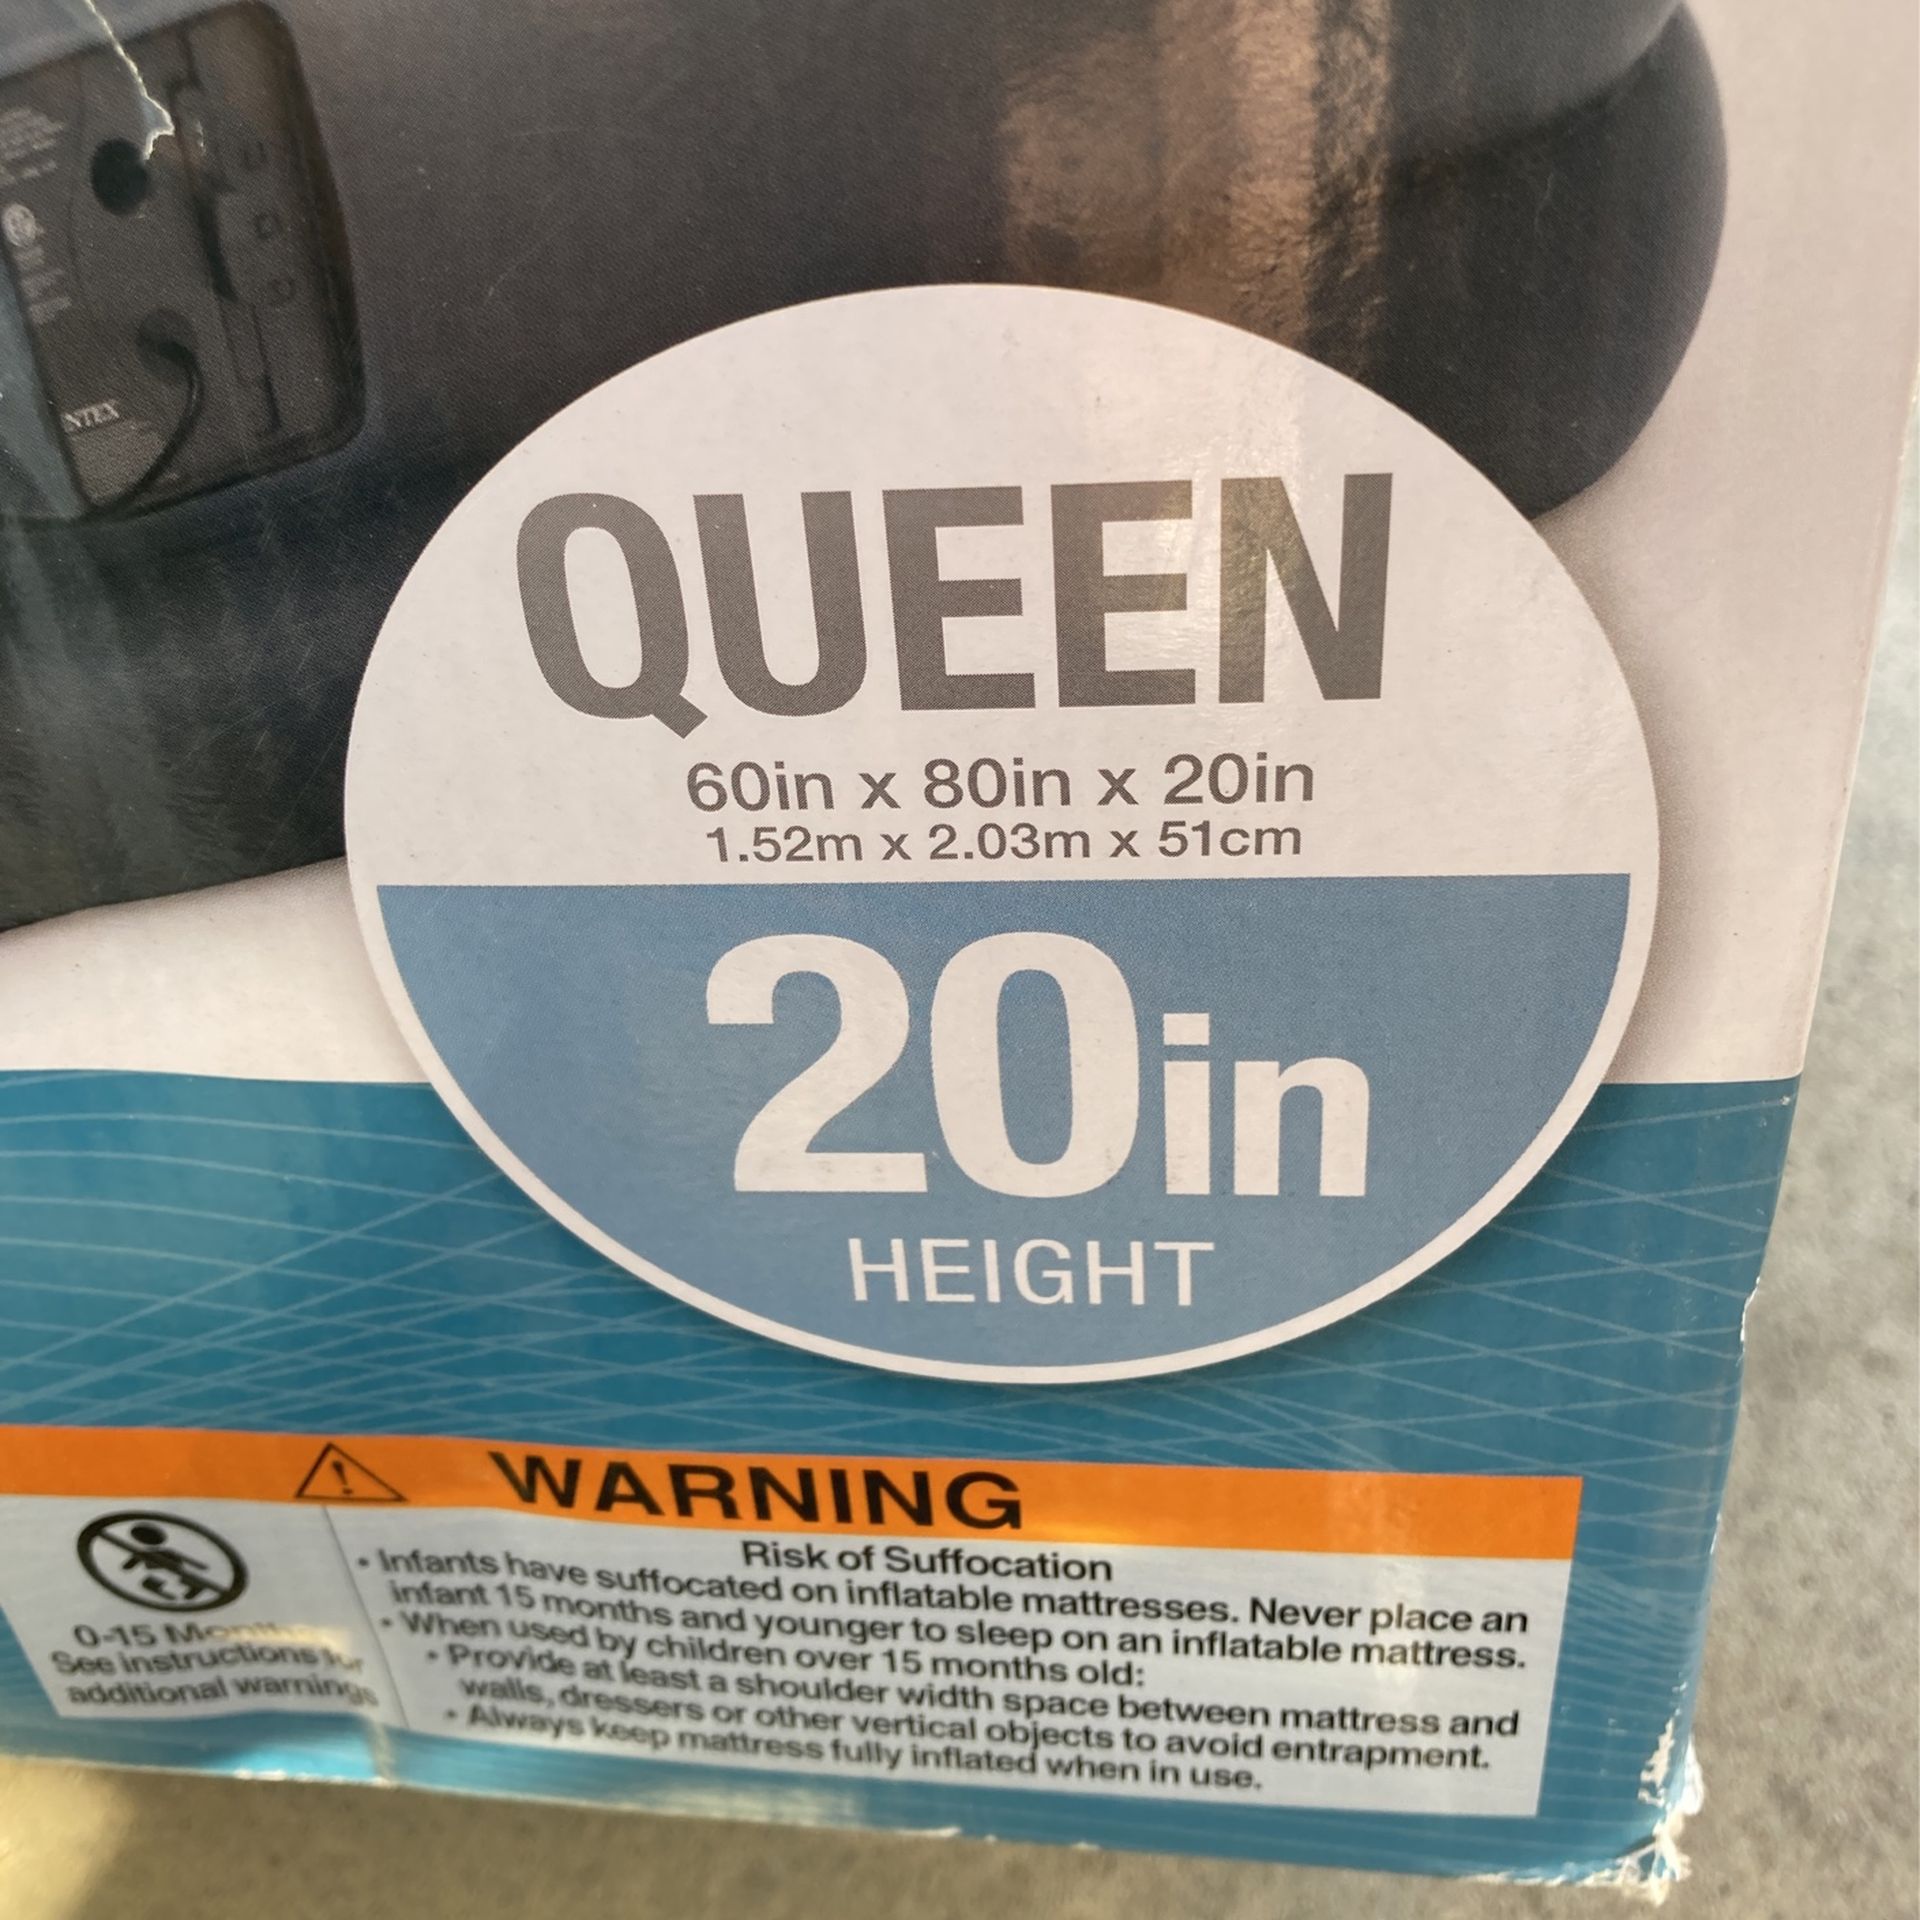 NTEX
QUEEN
60in x 80in x 20in
1.52m x 2.03m x 51cm
20in
HEIGHT
WARNING
Risk of Suffocation
• Infants have suffocated on inflatable mattresses. Never place an
infant 15 months and younger to sleep on an inflatable mattress.
• When used by children over 15 months old:
• Provide at least a shoulder width space between mattress and
walls, dressers or other vertical objects to avoid entrapment.
• Always keep mattress fully inflated when in use.
0-15 Months
See instructions for
additional warnings